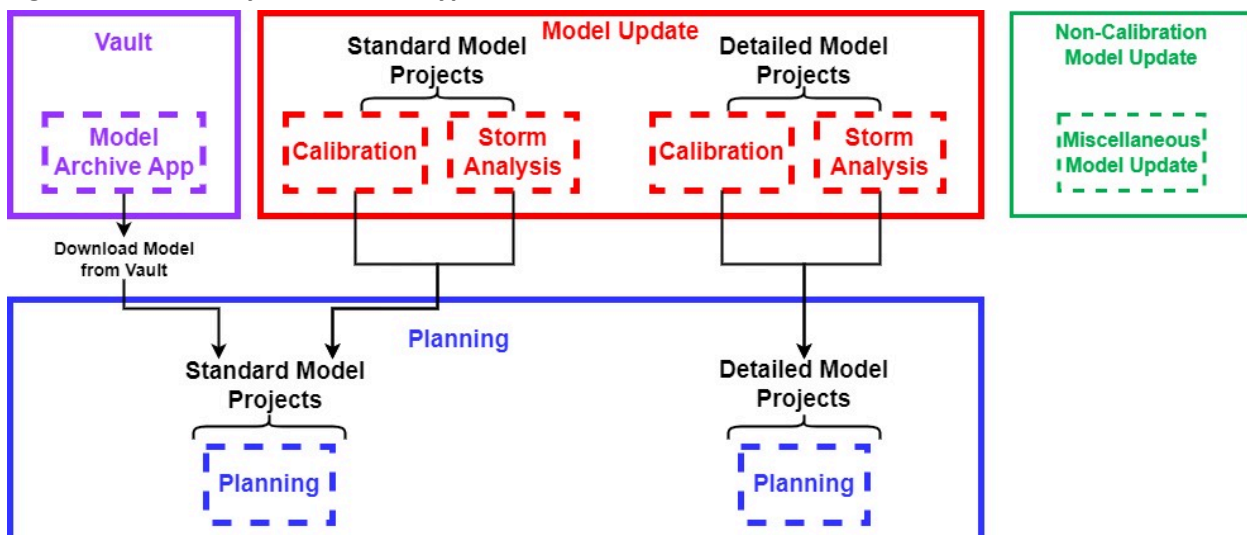 Vault
Model
Archive App
Download Model
from Vault
Model Update
Standard Model
Projects
Calibration
Storm
Analysis
Detailed Model
Projects
Calibration
Storm
Analysis
Non-Calibration
Model Update
Miscellaneous
Model Update
Planning
Standard Model
Projects
Planning
Detailed Model
Projects
Planning